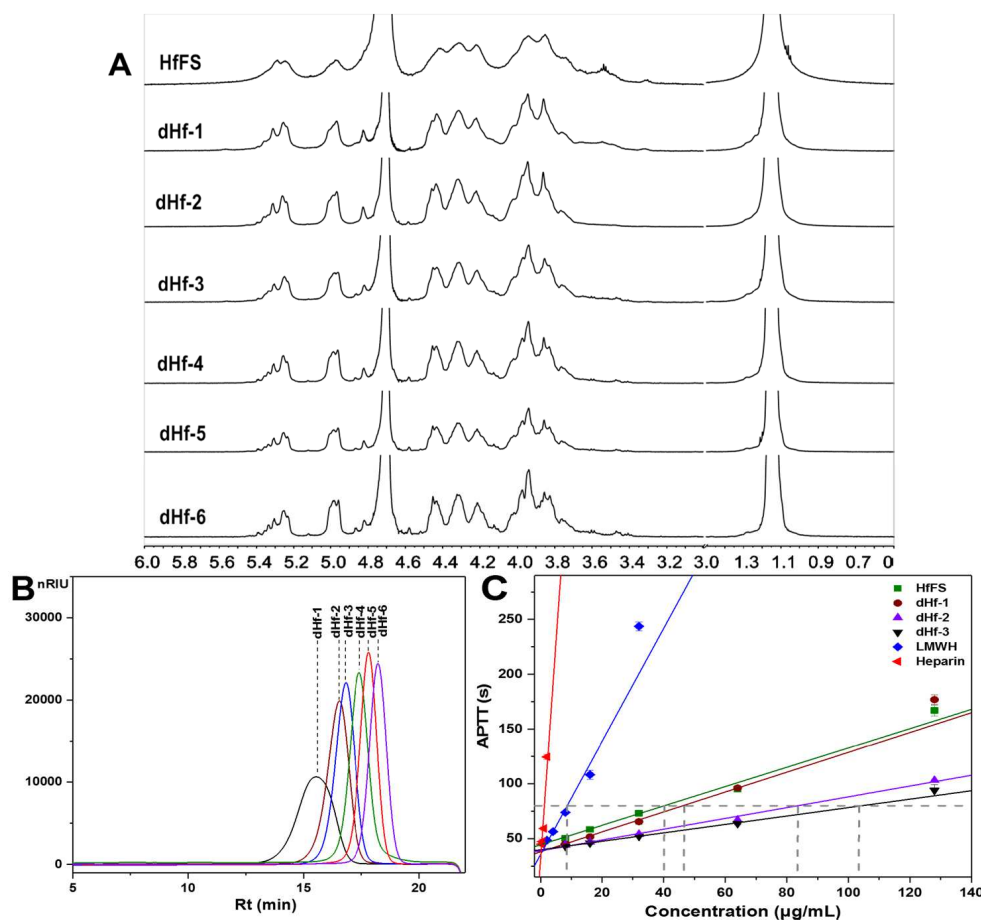 A
HfFS
dHf-1
dHf-2
dHf-3
dHf-4
dHf-5
dHf-6
6.0 5.8 5.6 5.4 5.2 5.0 4.8 4.6 4.4 4.2 4.0 3.8 3.6 3.4 3.2 3.0 1.3 1.1 0.9 0.7 0
B
nRIU
30000
20000
10000
0
dHf-1
dHf-2
dHf-3
dHf-4
dHf-5
dHf-6
5 10 15 20
Rt (min)
C
HfFS
dHf-1
dHf-2
dHf-3
LMWH
Heparin
APTT (s)
250
200
150
100
50
0 20 40 60 80 100 120 140
Concentration (µg/mL)